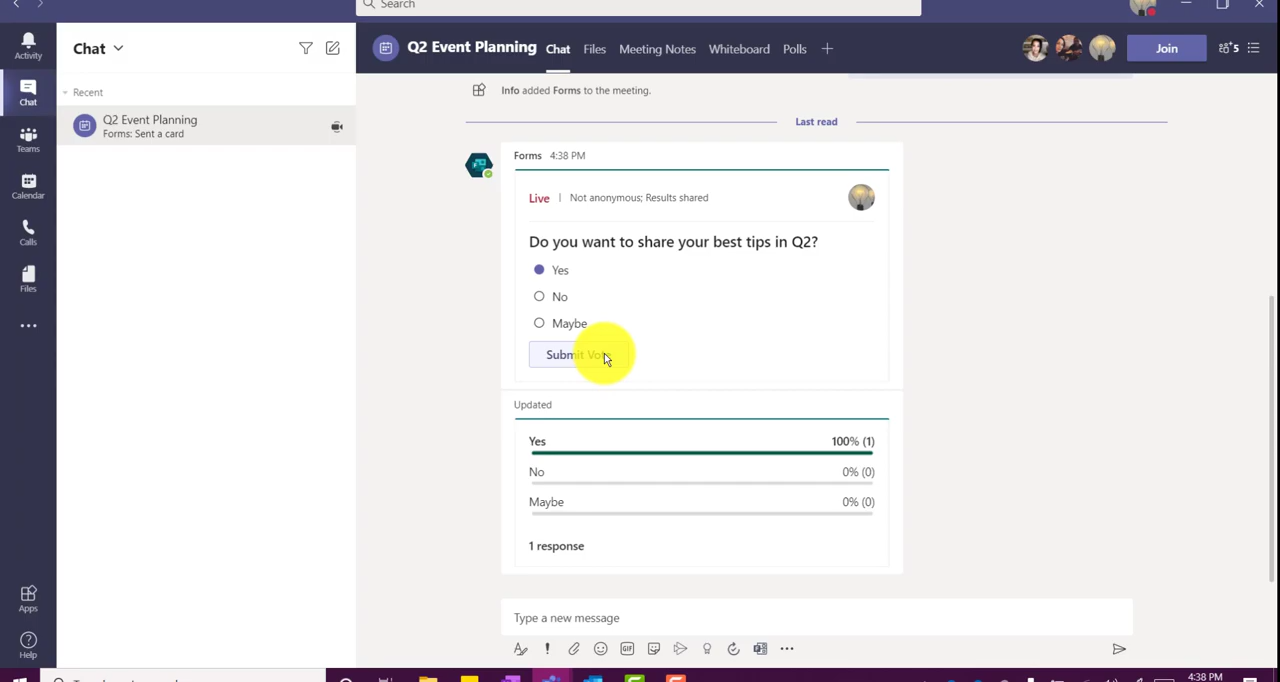 Search
Activity
Chat
Teams
Calendar
Calls
Files
Apps
Help
Chat
Recent
Q2 Event Planning
Forms: Sent a card
Q2 Event Planning Chat Files Meeting Notes Whiteboard Polls
Join
5
Info added Forms to the meeting.
Last read
Forms 4:38 PM
Live | Not anonymous; Results shared
Do you want to share your best tips in Q2?
Yes
No
Maybe
Submit Vote
Updated
Yes 100% (1)
No 0% (0)
Maybe 0% (0)
1 response
Type a new message
GIF
4:38 PM